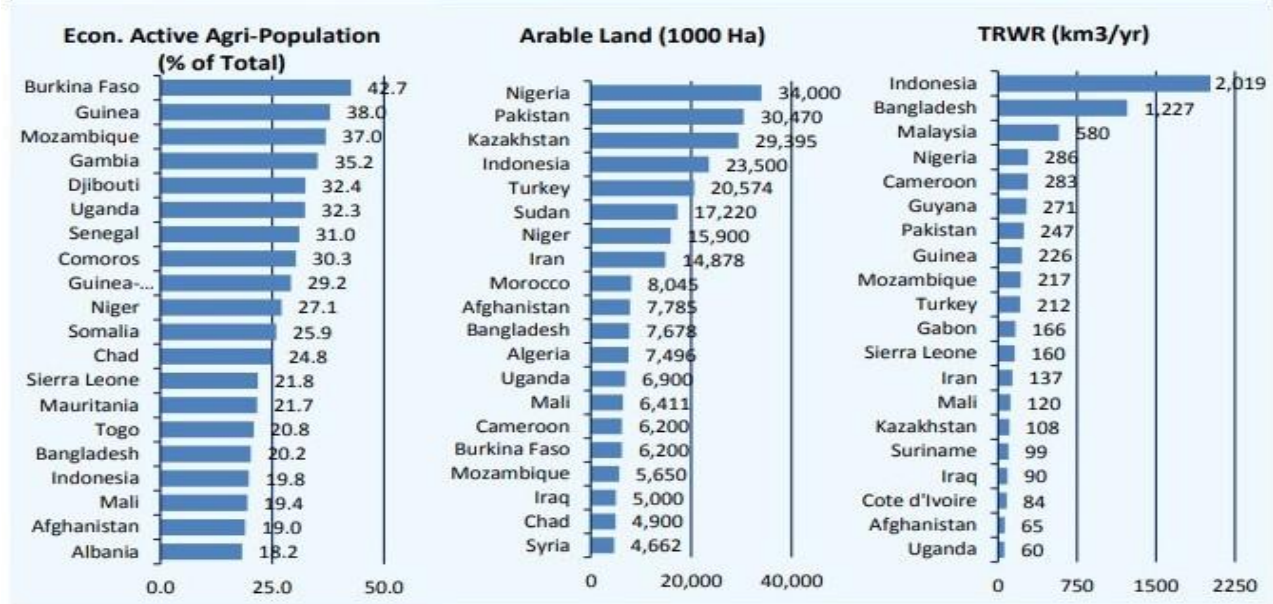 Econ. Active Agri-Population
(% of Total)
Burkina Faso 42.7
Guinea 38.0
Mozambique 37.0
Gambia 35.2
Djibouti 32.4
Uganda 32.3
Senegal 31.0
Comoros 30.3
Guinea-... 29.2
Niger 27.1
Somalia 25.9
Chad 24.8
Sierra Leone 21.8
Mauritania 21.7
Togo 20.8
Bangladesh 20.2
Indonesia 19.8
Mali 19.4
Afghanistan 19.0
Albania 18.2
0.0 25.0 50.0
Arable Land (1000 Ha)
Nigeria 34,000
Pakistan 30,470
Kazakhstan 29,395
Indonesia 23,500
Turkey 20,574
Sudan 17,220
Niger 15,900
Iran 14,878
Morocco 8,045
Afghanistan 7,785
Bangladesh 7,678
Algeria 7,496
Uganda 6,900
Mali 6,411
Cameroon 6,200
Burkina Faso 6,200
Mozambique 5,650
Iraq 5,000
Chad 4,900
Syria 4,662
0 20,000 40,000
TRWR (km3/yr)
Indonesia 2,019
Bangladesh 1,227
Malaysia 580
Nigeria 286
Cameroon 283
Guyana 271
Pakistan 247
Guinea 226
Mozambique 217
Turkey 212
Gabon 166
Sierra Leone 160
Iran 137
Mali 120
Kazakhstan 108
Suriname 99
Iraq 90
Cote d'Ivoire 84
Afghanistan 65
Uganda 60
0 750 1500 2250